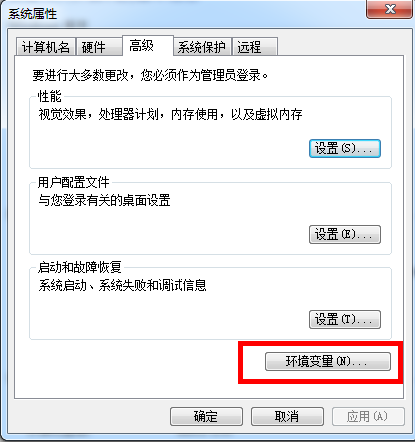 系统属性
计算机名 硬件 高级 系统保护 远程
要进行大多数更改，您必须作为管理员登录。
性能
视觉效果，处理器计划，内存使用，以及虚拟内存
设置(S)...
用户配置文件
与您登录有关的桌面设置
设置(E)...
启动和故障恢复
系统启动、系统失败和调试信息
设置(T)...
环境变量(N)...
确定 取消 应用(A)